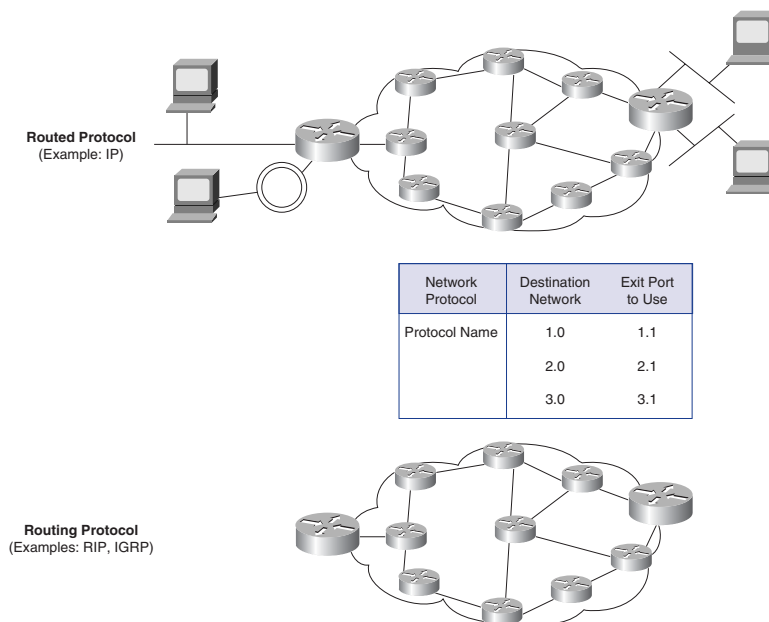 Routed Protocol
(Example: IP)
Network Protocol Destination Network Exit Port to Use
Protocol Name 1.0 1.1
2.0 2.1
3.0 3.1
Routing Protocol
(Examples: RIP, IGRP)